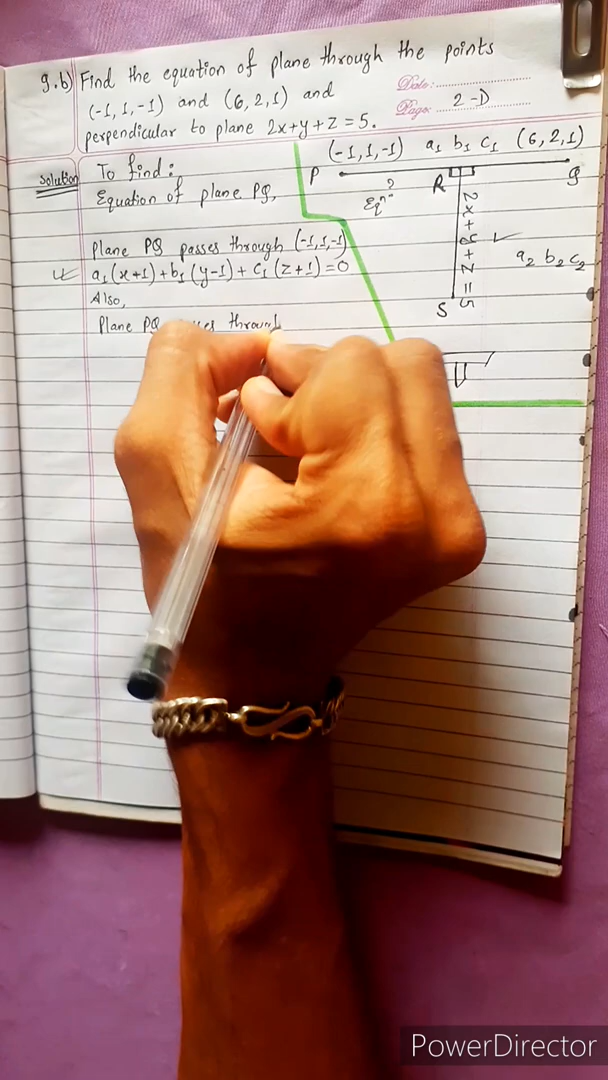 9.b) Find the equation of plane through the points
(-1, 1, -1) and (6, 2, 1) and
perpendicular to plane 2x+y+z=5.
Date:
Page: 2-D
Solution To find:
Equation of plane PQ,
(-1,1,-1) a₁ b₁ c₁ (6,2,1)
P R Q
?
Eqⁿ
2x+y+z=5
a₂ b₂ c₂
S
Plane PQ passes through (-1,1,-1)
a₁(x+1)+b₁(y-1)+c₁(z+1)=0
Also,
Plane PQ through
PowerDirector